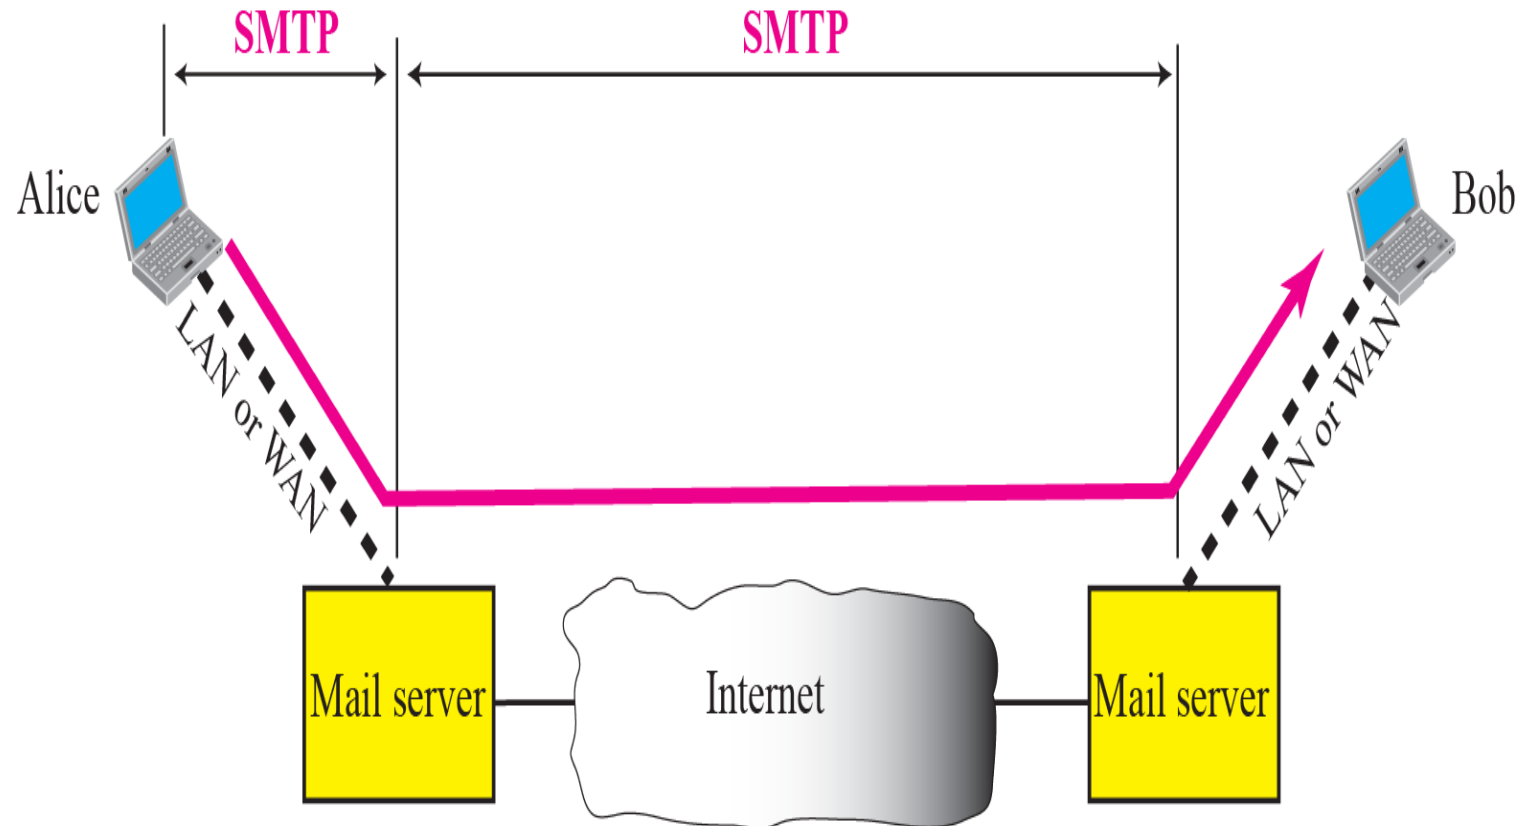 SMTP
SMTP
Alice
Bob
LAN or WAN
LAN or WAN
Mail server
Internet
Mail server